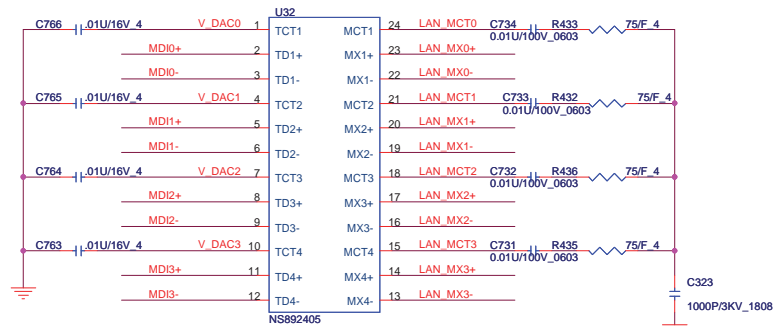 U32
C766 .01U/16V_4 V_DAC0 1 TCT1 MCT1 24 LAN_MCT0 C734 R433 75/F_4
0.01U/100V_0603
MDI0+ 2 TD1+ MX1+ 23 LAN_MX0+
MDI0- 3 TD1- MX1- 22 LAN_MX0-
C765 .01U/16V_4 V_DAC1 4 TCT2 MCT2 21 LAN_MCT1 C733 R432 75/F_4
0.01U/100V_0603
MDI1+ 5 TD2+ MX2+ 20 LAN_MX1+
MDI1- 6 TD2- MX2- 19 LAN_MX1-
C764 .01U/16V_4 V_DAC2 7 TCT3 MCT3 18 LAN_MCT2 C732 R436 75/F_4
0.01U/100V_0603
MDI2+ 8 TD3+ MX3+ 17 LAN_MX2+
MDI2- 9 TD3- MX3- 16 LAN_MX2-
C763 .01U/16V_4 V_DAC3 10 TCT4 MCT4 15 LAN_MCT3 C731 R435 75/F_4
0.01U/100V_0603
MDI3+ 11 TD4+ MX4+ 14 LAN_MX3+
MDI3- 12 TD4- MX4- 13 LAN_MX3-
C323
1000P/3KV_1808
NS892405